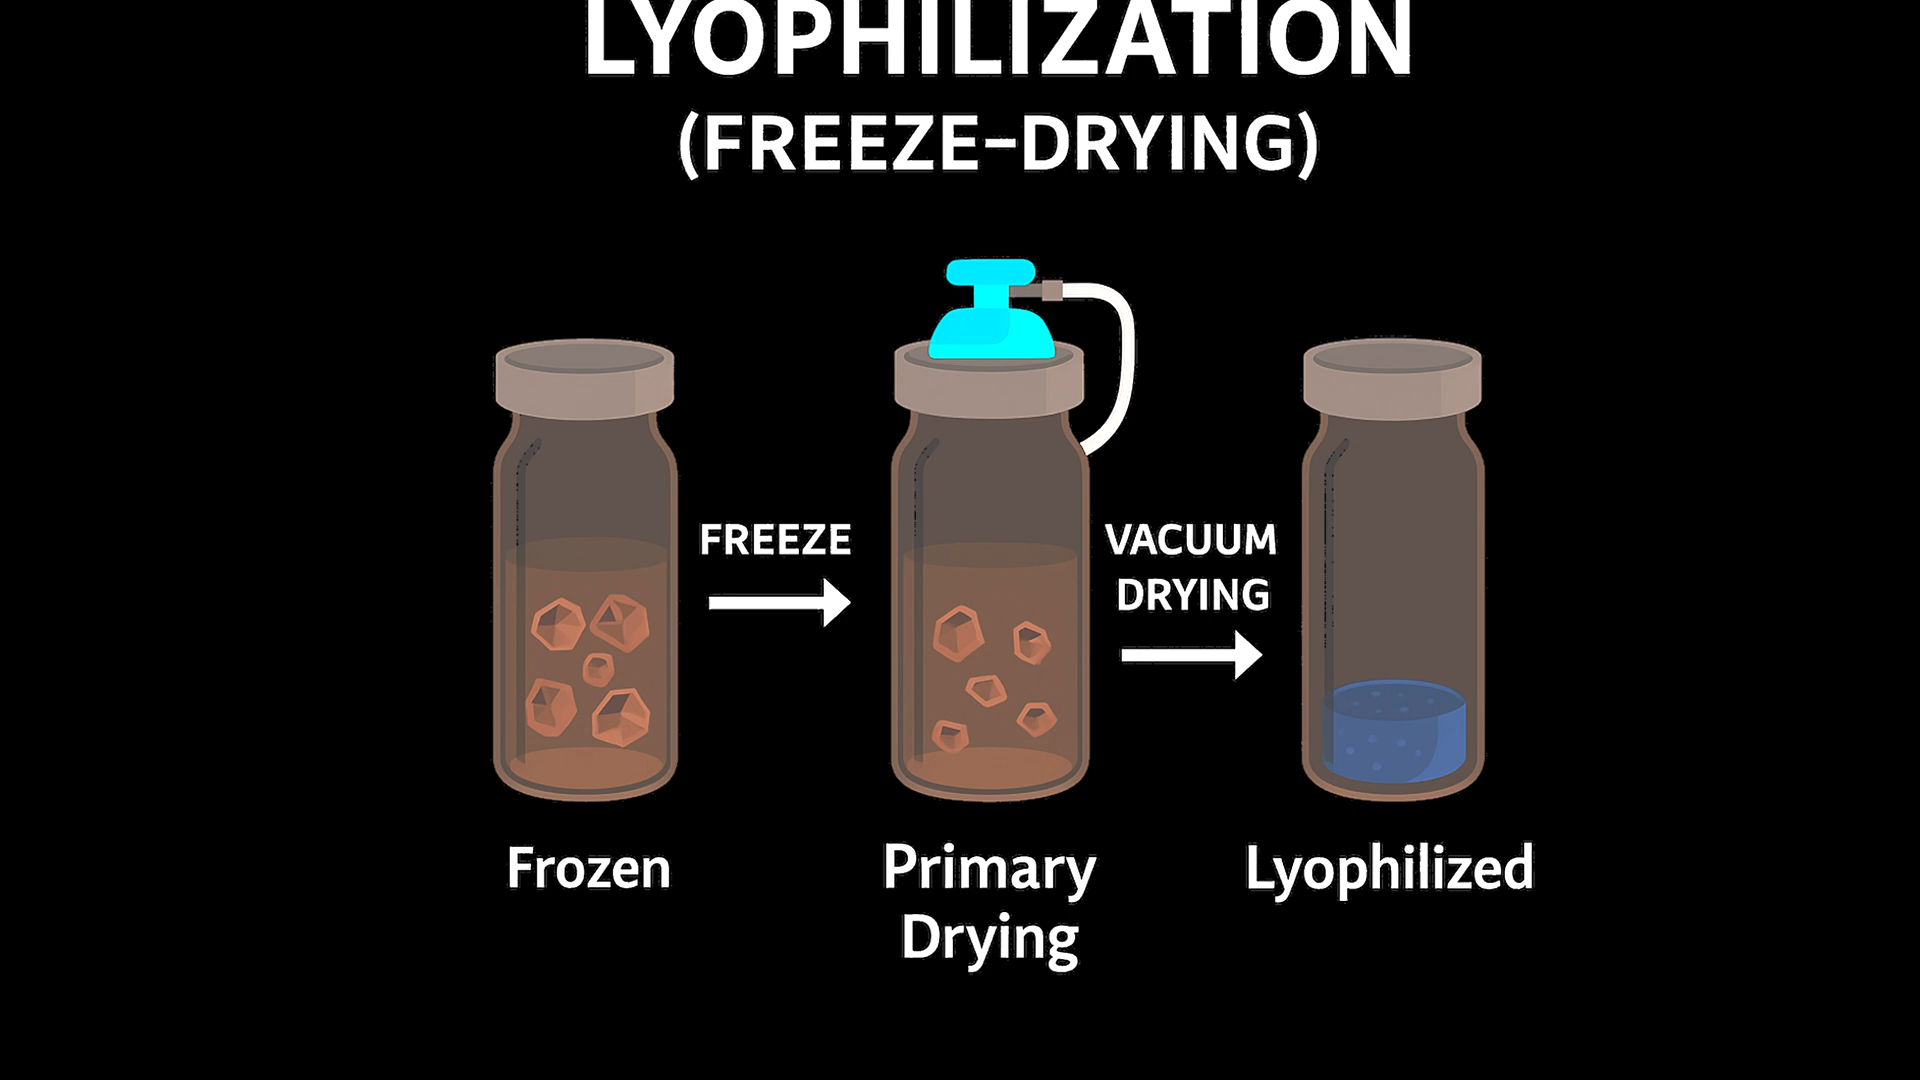 LYOPHILIZATION
(FREEZE-DRYING)
FREEZE
VACUUM
DRYING
Frozen
Primary
Drying
Lyophilized